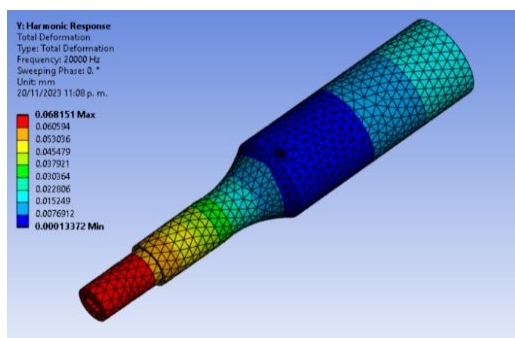 Y: Harmonic Response
Total Deformation
Type: Total Deformation
Frequency: 20000 Hz
Sweeping Phase: 0. °
Unit: mm
20/11/2023 11:08 p. m.
0.068151 Max
0.060594
0.053036
0.045479
0.037921
0.030364
0.022806
0.015249
0.0076912
0.00013372 Min